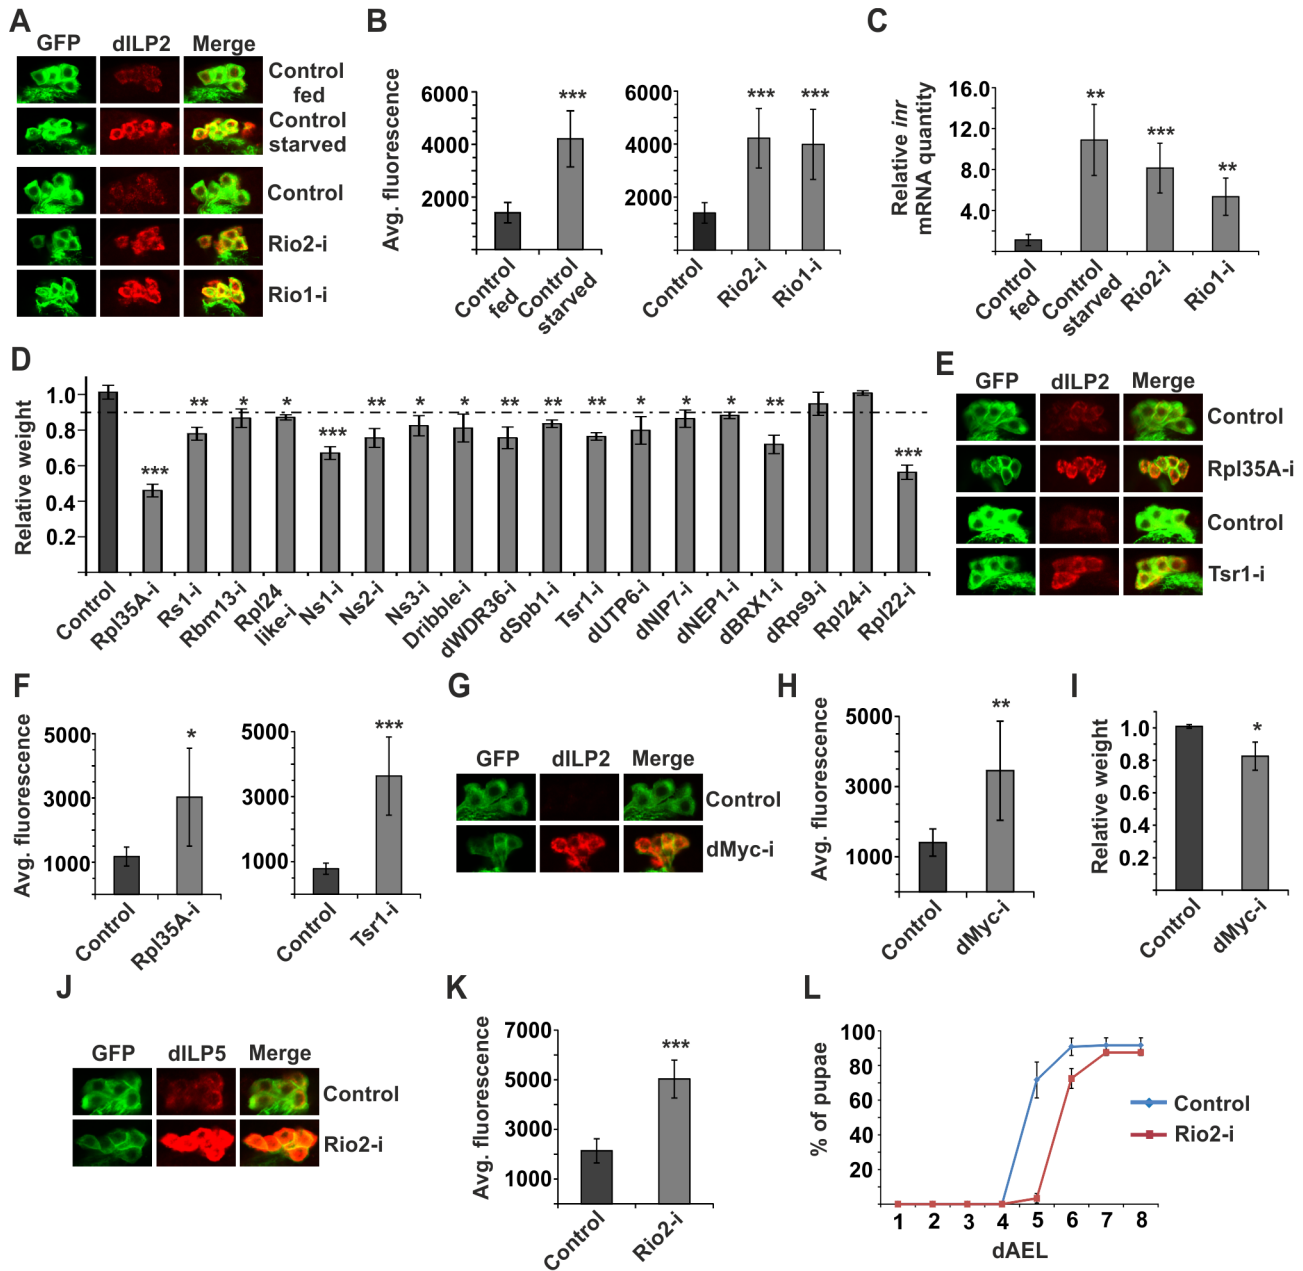 A
GFP dILP2 Merge
Control fed
Control starved
Control
Rio2-i
Rio1-i
B
Avg. fluorescence
6000
4000
2000
***
Control fed
Control starved
6000
4000
2000
***
***
Control
Rio2-i
Rio1-i
C
Relative inr
mRNA quantity
16.0
12.0
8.0
4.0
**
***
**
Control fed
Control starved
Rio2-i
Rio1-i
D
Relative weight
1.0
0.8
0.6
0.4
0.2
*** ** * * *** ** * * ** ** ** * * * ** ***
Control
Rpl35A-i
Rs1-i
Rbm13-i
Rpl24 like-i
Ns1-i
Ns2-i
Ns3-i
Dribble-i
dWDR36-i
dSpb1-i
Tsr1-i
dUTP6-i
dNIP7-i
dNEP1-i
dBRX1-i
dRps9-i
Rpl24-i
Rpl22-i
E
GFP dILP2 Merge
Control
Rpl35A-i
Control
Tsr1-i
F
Avg. fluorescence
5000
3000
1000
*
Control
Rpl35A-i
5000
3000
1000
***
Control
Tsr1-i
G
GFP dILP2 Merge
Control
dMyc-i
H
Avg. fluorescence
5000
3000
1000
**
Control
dMyc-i
I
Relative weight
1.0
0.8
0.6
0.4
0.2
*
Control
dMyc-i
J
GFP dILP5 Merge
Control
Rio2-i
K
Avg. fluorescence
7000
5000
3000
1000
***
Control
Rio2-i
L
% of pupae
100
80
60
40
20
1 2 3 4 5 6 7 8
dAEL
Control
Rio2-i